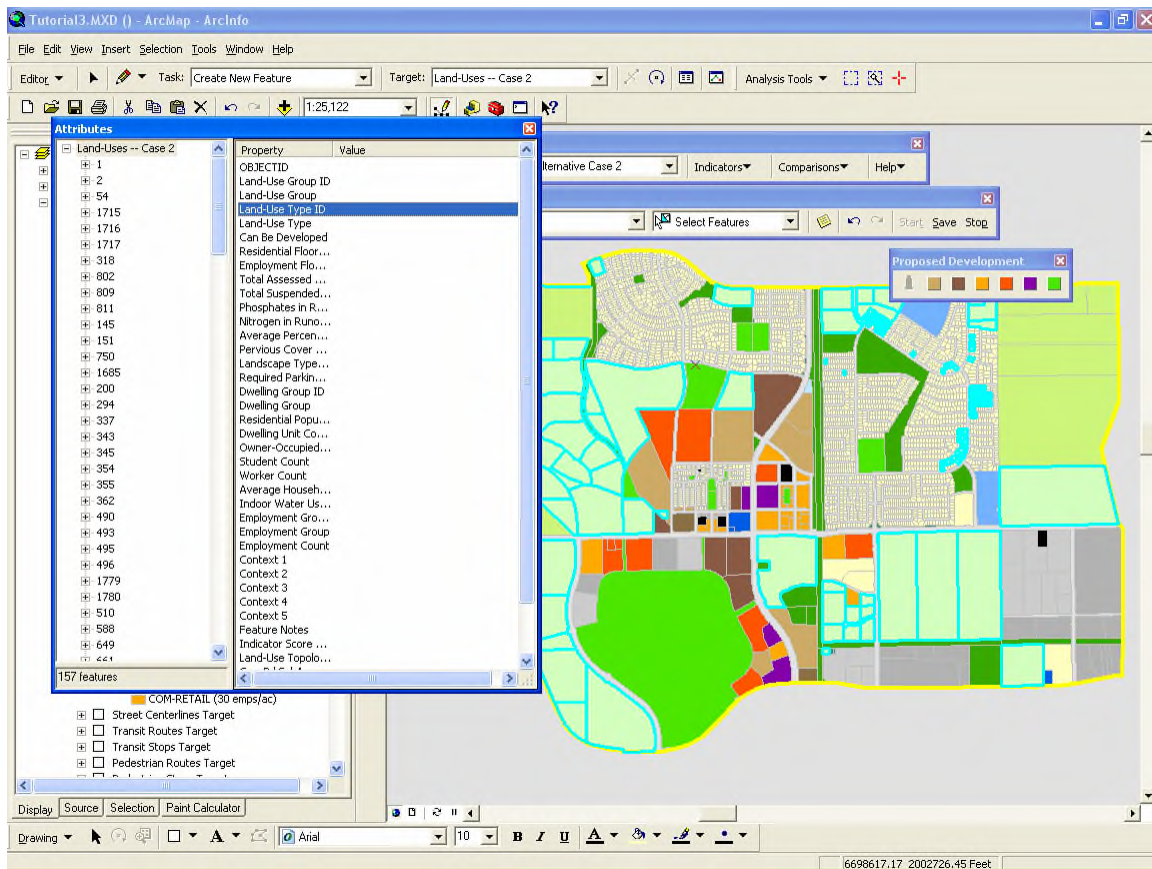 Tutorial3.MXD () - ArcMap - ArcInfo
File Edit View Insert Selection Tools Window Help
Editor Task: Create New Feature Target: Land-Uses -- Case 2 Analysis Tools
1:25,122
Attributes
Land-Uses -- Case 2
1
2
54
1715
1716
1717
318
802
809
811
145
151
750
1685
200
294
337
343
345
354
355
362
490
493
495
496
1779
1780
510
588
649
661
157 features
Property Value
OBJECTID
Land-Use Group ID
Land-Use Group
Land-Use Type ID
Land-Use Type
Can Be Developed
Residential Floor...
Employment Flo...
Total Assessed ...
Total Suspended...
Phosphates in R...
Nitrogen in Runo...
Average Percen...
Pervious Cover ...
Landscape Type...
Required Parkin...
Dwelling Group ID
Dwelling Group
Residential Popu...
Dwelling Unit Co...
Owner-Occupied...
Student Count
Worker Count
Average Househ...
Indoor Water Us...
Employment Gro...
Employment Group
Employment Count
Context 1
Context 2
Context 3
Context 4
Context 5
Feature Notes
Indicator Score ...
Land-Use Topolo...
lternative Case 2 Indicators Comparisons Help
Select Features Start Save Stop
Proposed Development
COM-RETAIL (30 emps/ac)
Street Centerlines Target
Transit Routes Target
Transit Stops Target
Pedestrian Routes Target
Display Source Selection Paint Calculator
Drawing A Arial 10 B I U A
6698617.17 2002726.45 Feet